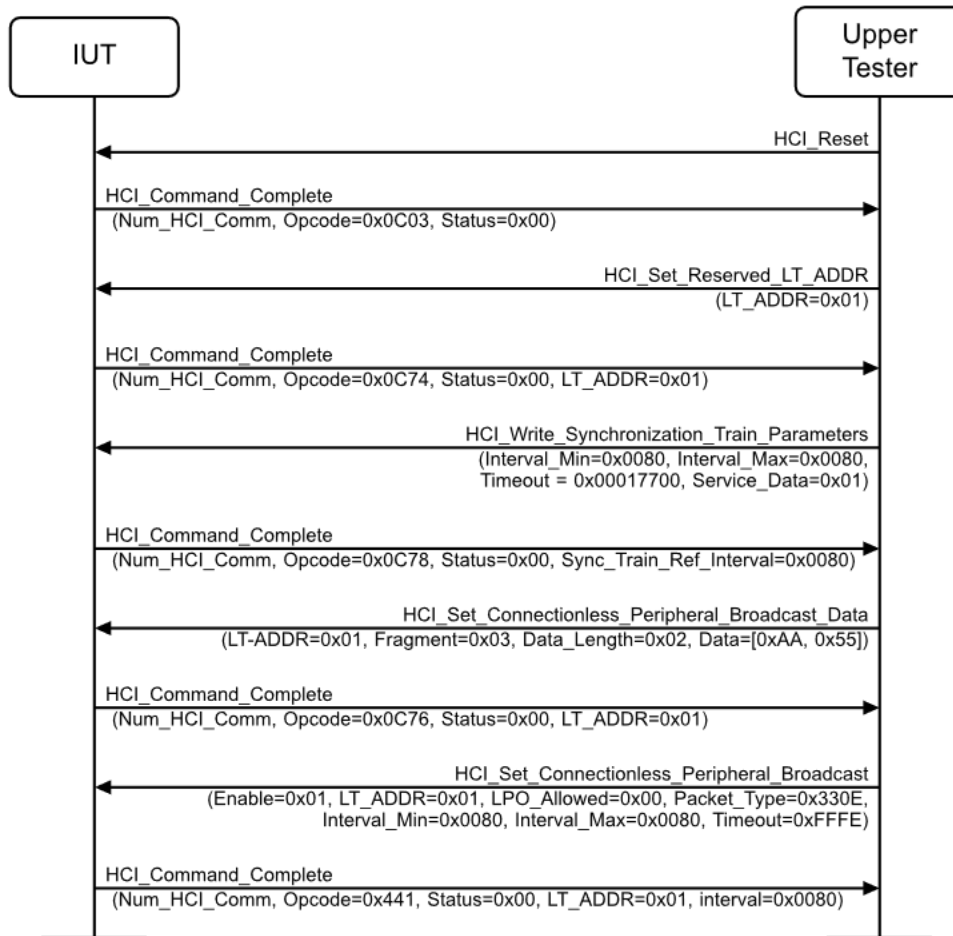 IUT
Upper
Tester
HCI_Reset
HCI_Command_Complete
(Num_HCI_Comm, Opcode=0x0C03, Status=0x00)
HCI_Set_Reserved_LT_ADDR
(LT_ADDR=0x01)
HCI_Command_Complete
(Num_HCI_Comm, Opcode=0x0C74, Status=0x00, LT_ADDR=0x01)
HCI_Write_Synchronization_Train_Parameters
(Interval_Min=0x0080, Interval_Max=0x0080,
Timeout = 0x00017700, Service_Data=0x01)
HCI_Command_Complete
(Num_HCI_Comm, Opcode=0x0C78, Status=0x00, Sync_Train_Ref_Interval=0x0080)
HCI_Set_Connectionless_Peripheral_Broadcast_Data
(LT-ADDR=0x01, Fragment=0x03, Data_Length=0x02, Data=[0xAA, 0x55])
HCI_Command_Complete
(Num_HCI_Comm, Opcode=0x0C76, Status=0x00, LT_ADDR=0x01)
HCI_Set_Connectionless_Peripheral_Broadcast
(Enable=0x01, LT_ADDR=0x01, LPO_Allowed=0x00, Packet_Type=0x330E,
Interval_Min=0x0080, Interval_Max=0x0080, Timeout=0xFFFE)
HCI_Command_Complete
(Num_HCI_Comm, Opcode=0x441, Status=0x00, LT_ADDR=0x01, interval=0x0080)